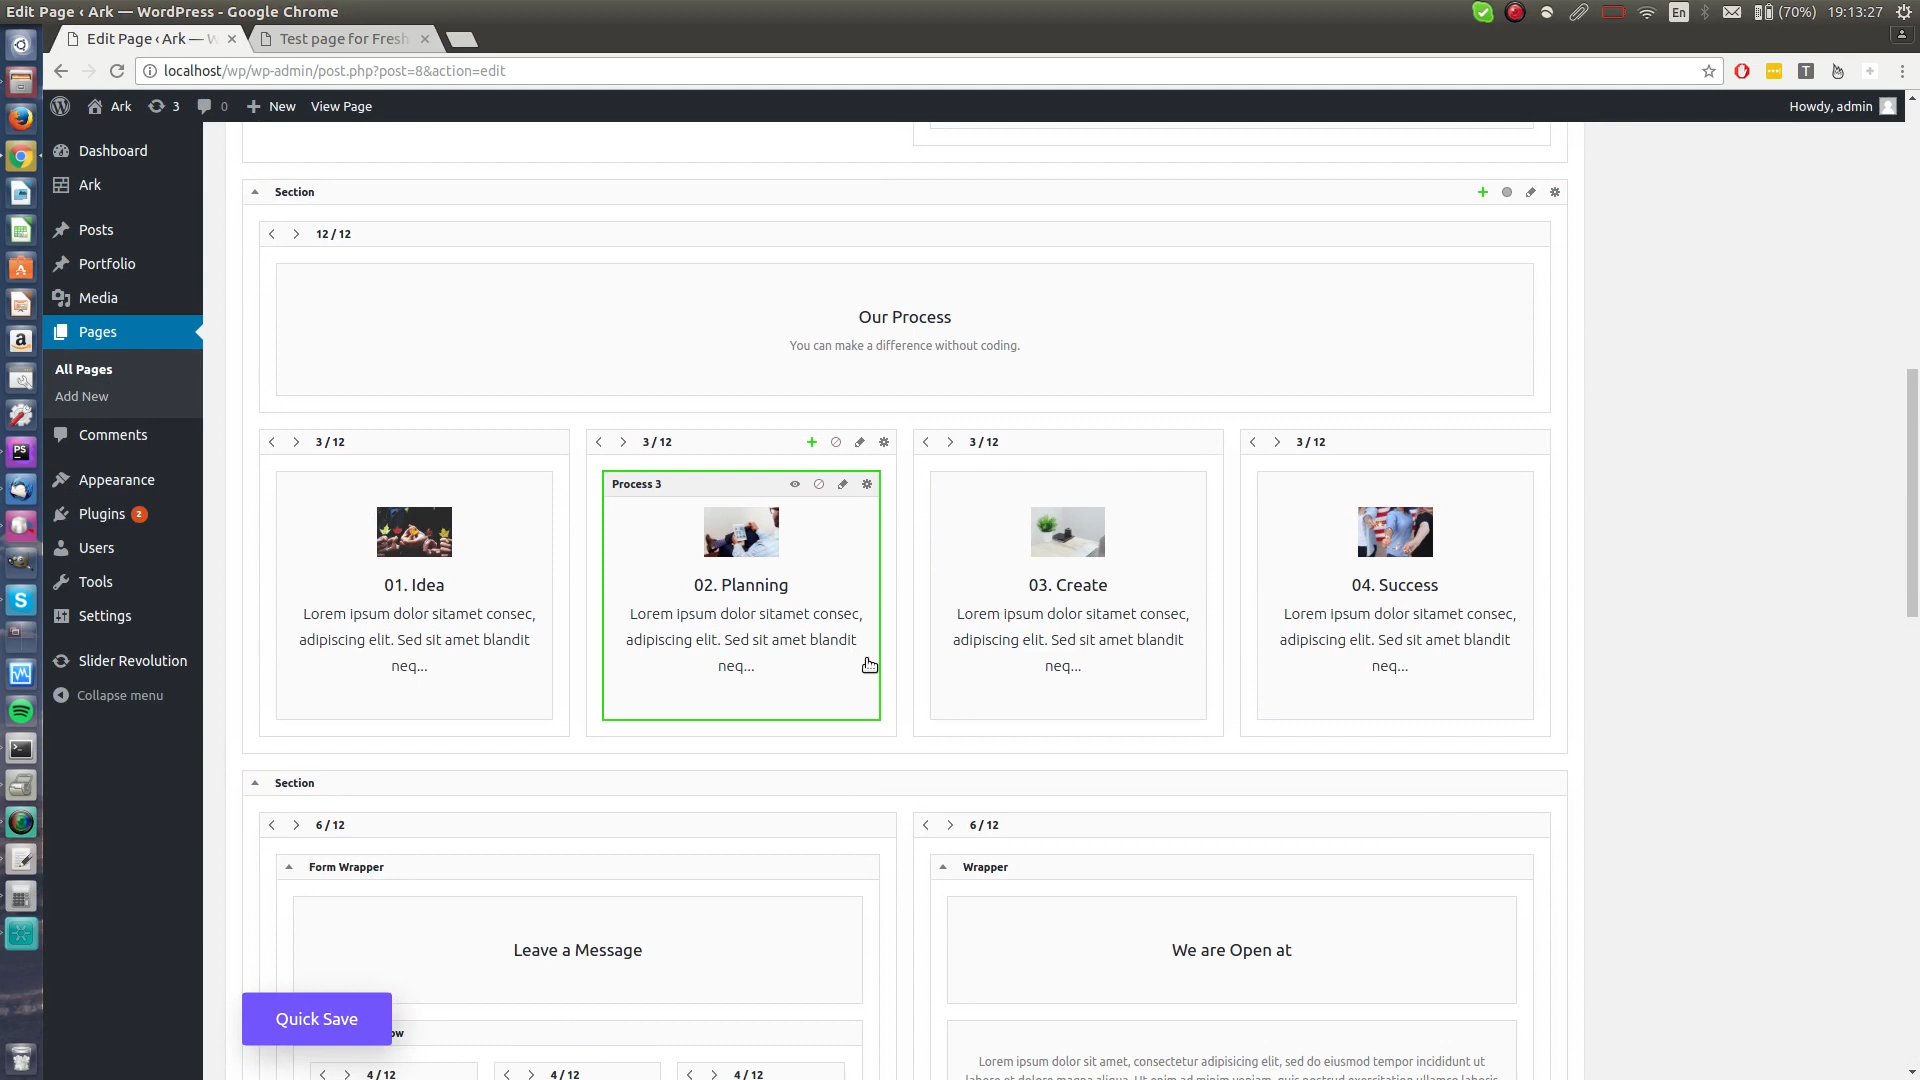 Edit Page ‹ Ark — WordPress - Google Chrome
En
(70%)
19:13:27
Edit Page ‹ Ark — W
Test page for Fresh
localhost/wp/wp-admin/post.php?post=8&action=edit
T
Ark
3
0
New
View Page
Howdy, admin
Dashboard
Ark
Posts
Portfolio
Media
Pages
All Pages
Add New
Comments
Appearance
Plugins 2
Users
Tools
Settings
Slider Revolution
Collapse menu
PS
Section
12 / 12
Our Process
You can make a difference without coding.
3 / 12
3 / 12
3 / 12
3 / 12
Process 3
01. Idea
Lorem ipsum dolor sitamet consec,
adipiscing elit. Sed sit amet blandit
neq...
02. Planning
Lorem ipsum dolor sitamet consec,
adipiscing elit. Sed sit amet blandit
neq...
03. Create
Lorem ipsum dolor sitamet consec,
adipiscing elit. Sed sit amet blandit
neq...
04. Success
Lorem ipsum dolor sitamet consec,
adipiscing elit. Sed sit amet blandit
neq...
Section
6 / 12
6 / 12
Form Wrapper
Wrapper
Leave a Message
We are Open at
Quick Save
ow
4 / 12
4 / 12
4 / 12
Lorem ipsum dolor sit amet, consectetur adipisicing elit, sed do eiusmod tempor incididunt ut